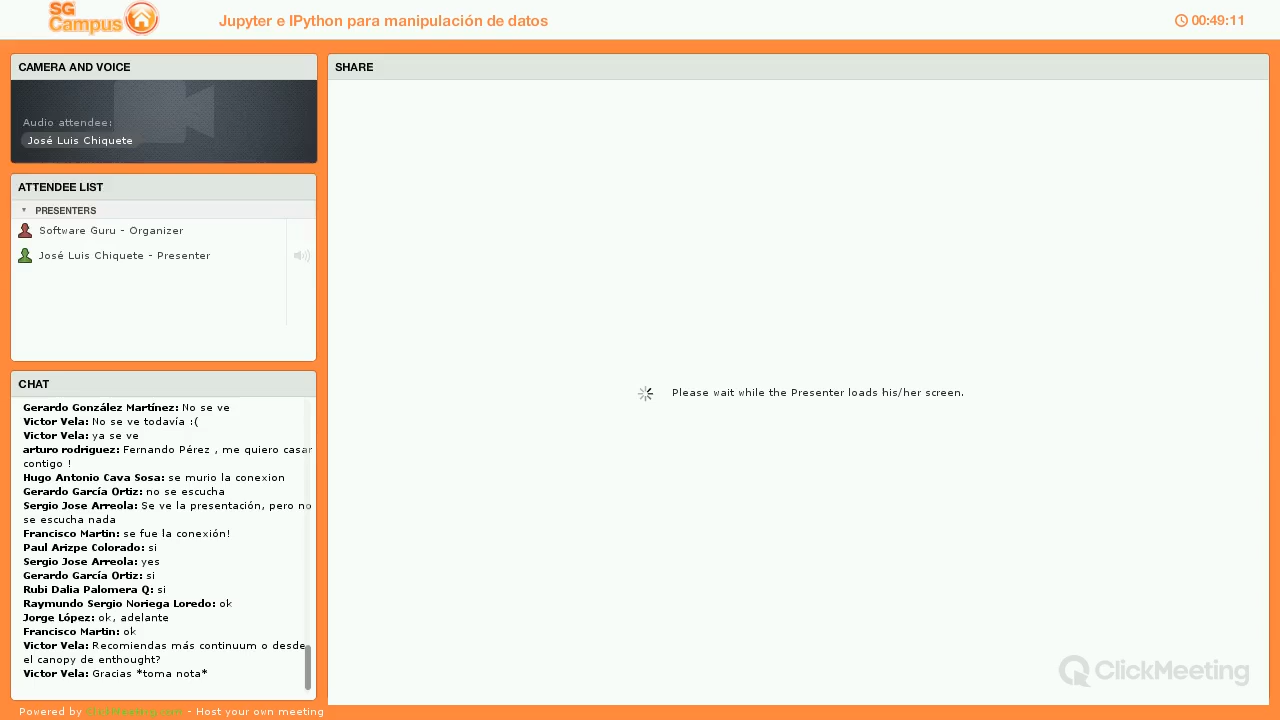 SG
Campus
Jupyter e IPython para manipulación de datos
00:49:11
CAMERA AND VOICE
Audio attendee:
José Luis Chiquete
ATTENDEE LIST
PRESENTERS
Software Guru - Organizer
José Luis Chiquete - Presenter
CHAT
Gerardo González Martínez: No se ve
Victor Vela: No se ve todavía :(
Victor Vela: ya se ve
arturo rodriguez: Fernando Pérez , me quiero casar
contigo !
Hugo Antonio Cava Sosa: se murio la conexion
Gerardo García Ortiz: no se escucha
Sergio Jose Arreola: Se ve la presentación, pero no
se escucha nada
Francisco Martin: se fue la conexión!
Paul Arizpe Colorado: si
Sergio Jose Arreola: yes
Gerardo García Ortiz: si
Rubi Dalia Palomera Q: si
Raymundo Sergio Noriega Loredo: ok
Jorge López: ok, adelante
Francisco Martin: ok
Victor Vela: Recomiendas más continuum o desde
el canopy de enthought?
Victor Vela: Gracias *toma nota*
Powered by - Host your own meeting
SHARE
Please wait while the Presenter loads his/her screen.
ClickMeeting